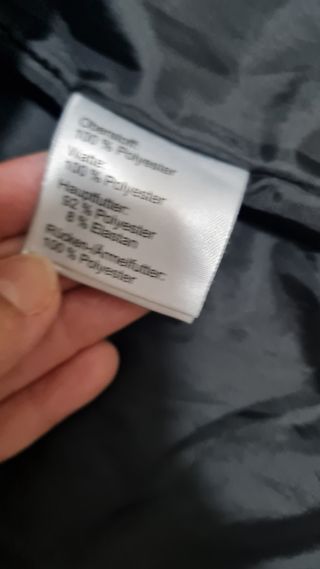 Oberstoff:
100 % Polyester
Watte:
100 % Polyester
Hauptfutter:
92 % Polyester
8 % Elastan
Rücken-/Ärmelfutter:
100 % Polyester